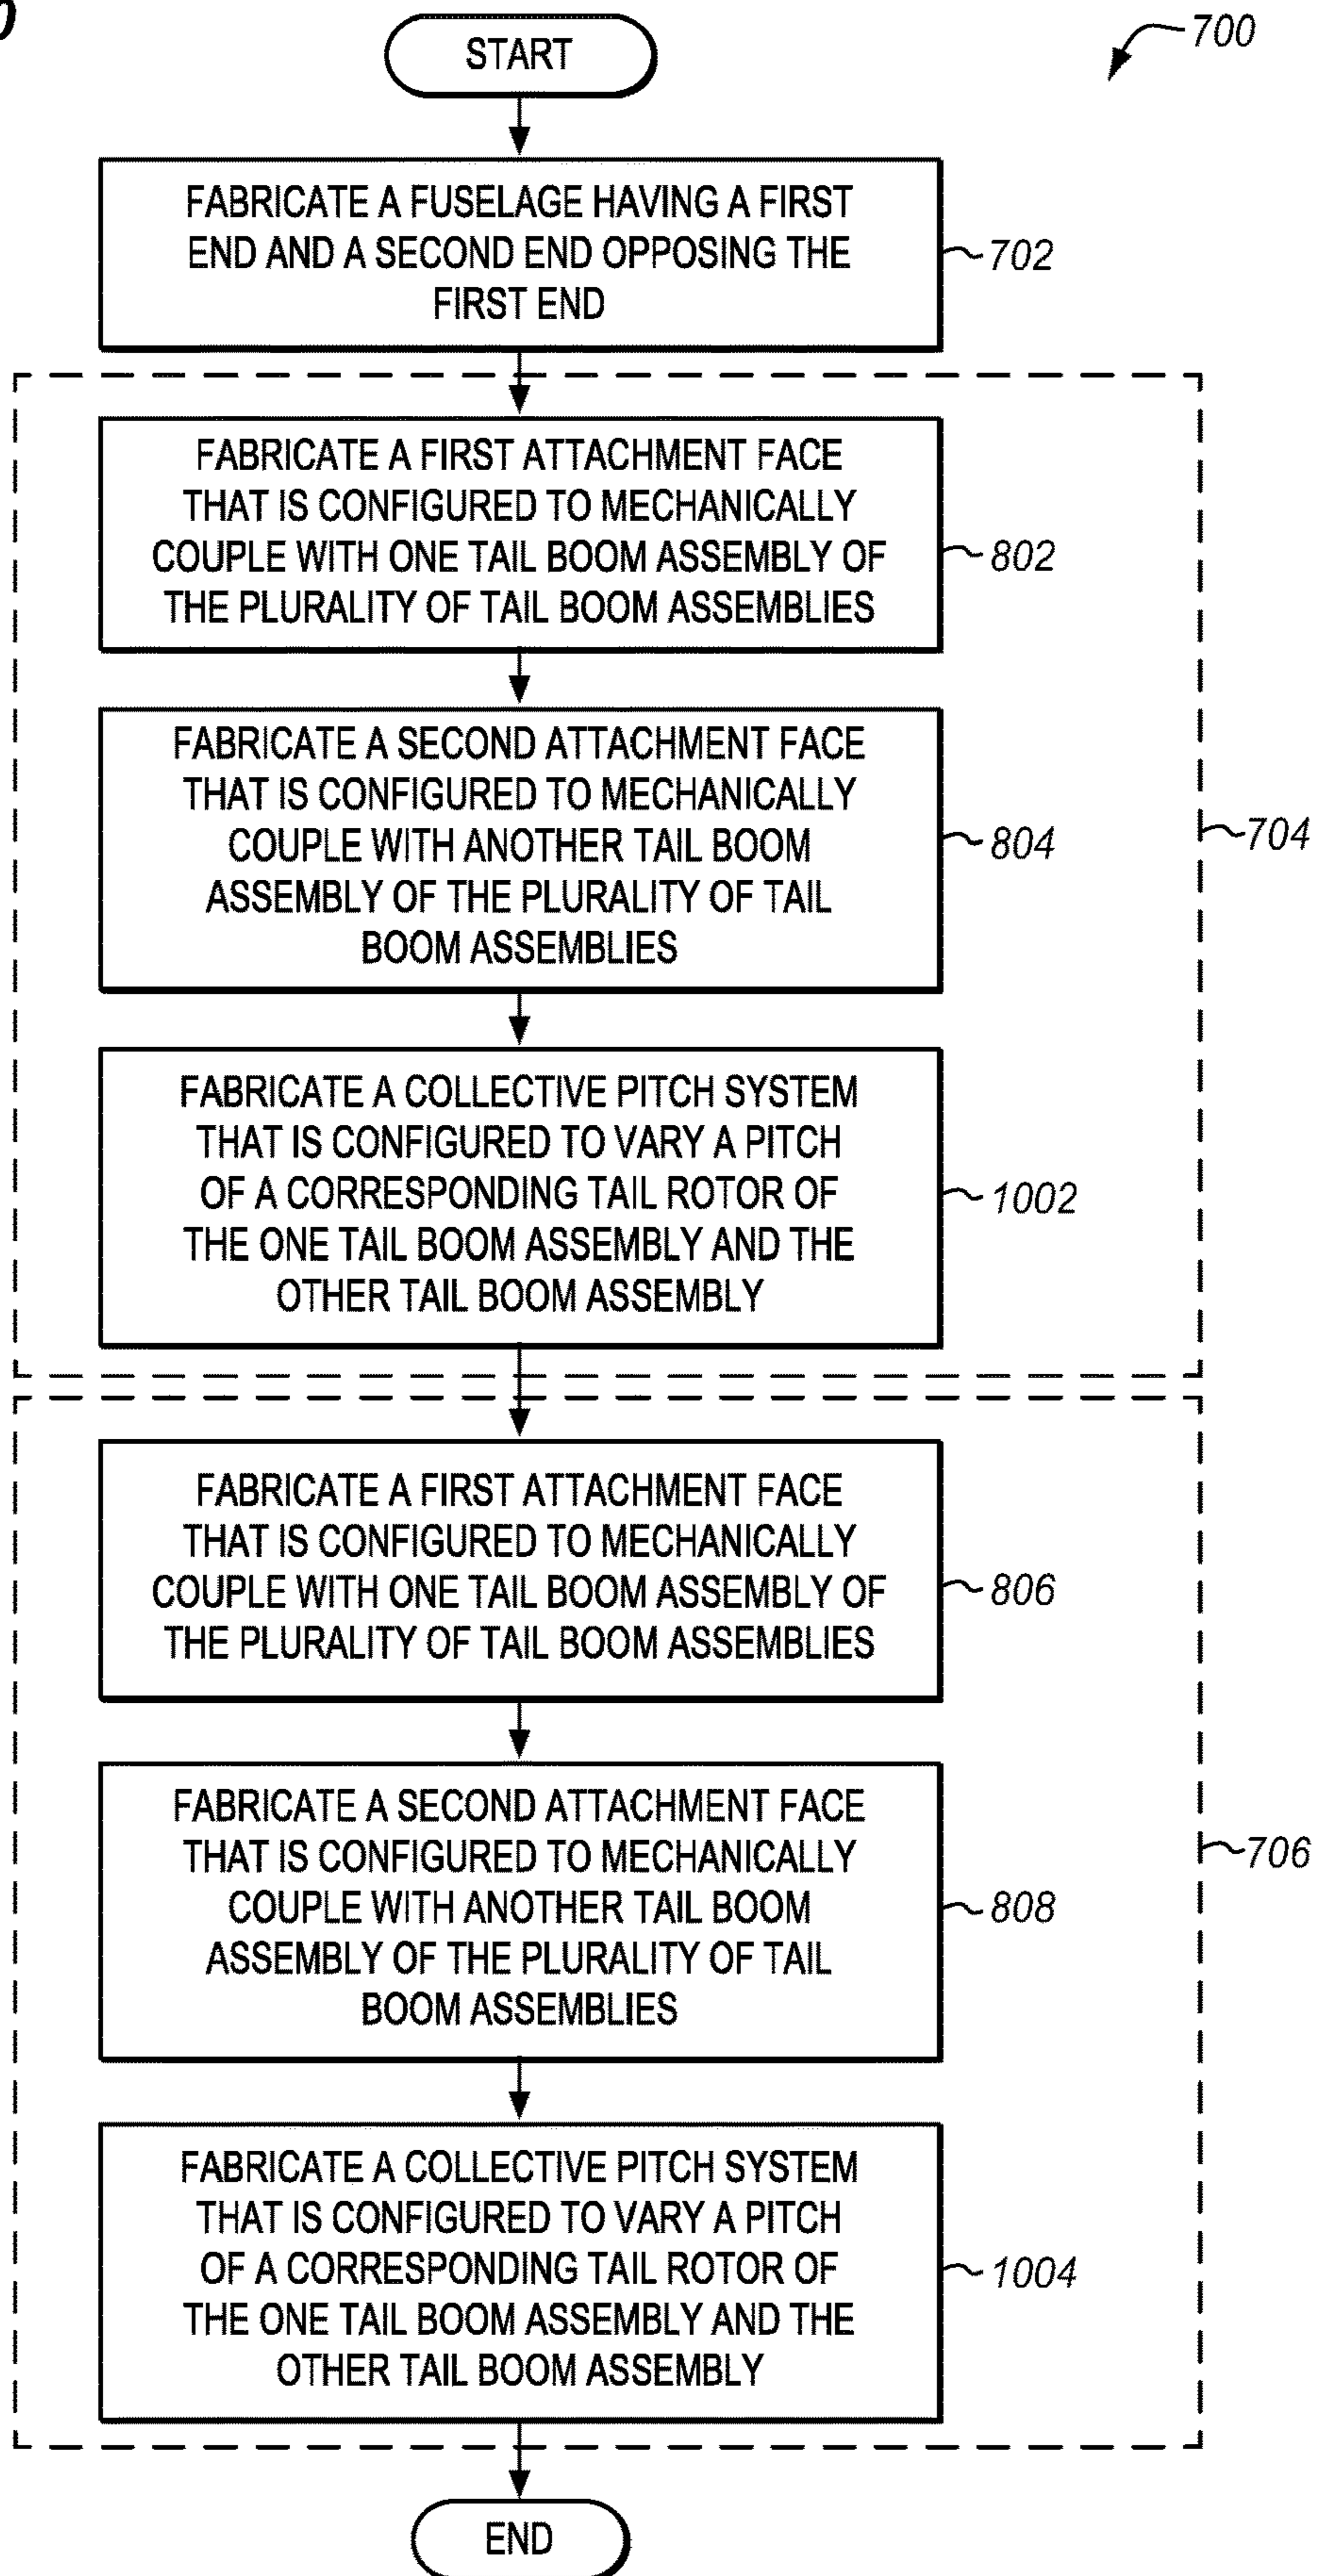 START
700
FABRICATE A FUSELAGE HAVING A FIRST
END AND A SECOND END OPPOSING THE
FIRST END
702
FABRICATE A FIRST ATTACHMENT FACE
THAT IS CONFIGURED TO MECHANICALLY
COUPLE WITH ONE TAIL BOOM ASSEMBLY OF
THE PLURALITY OF TAIL BOOM ASSEMBLIES
802
FABRICATE A SECOND ATTACHMENT FACE
THAT IS CONFIGURED TO MECHANICALLY
COUPLE WITH ANOTHER TAIL BOOM
ASSEMBLY OF THE PLURALITY OF TAIL
BOOM ASSEMBLIES
804
704
FABRICATE A COLLECTIVE PITCH SYSTEM
THAT IS CONFIGURED TO VARY A PITCH
OF A CORRESPONDING TAIL ROTOR OF
THE ONE TAIL BOOM ASSEMBLY AND THE
OTHER TAIL BOOM ASSEMBLY
1002
FABRICATE A FIRST ATTACHMENT FACE
THAT IS CONFIGURED TO MECHANICALLY
COUPLE WITH ONE TAIL BOOM ASSEMBLY OF
THE PLURALITY OF TAIL BOOM ASSEMBLIES
806
FABRICATE A SECOND ATTACHMENT FACE
THAT IS CONFIGURED TO MECHANICALLY
COUPLE WITH ANOTHER TAIL BOOM
ASSEMBLY OF THE PLURALITY OF TAIL
BOOM ASSEMBLIES
808
706
FABRICATE A COLLECTIVE PITCH SYSTEM
THAT IS CONFIGURED TO VARY A PITCH
OF A CORRESPONDING TAIL ROTOR OF
THE ONE TAIL BOOM ASSEMBLY AND THE
OTHER TAIL BOOM ASSEMBLY
1004
END